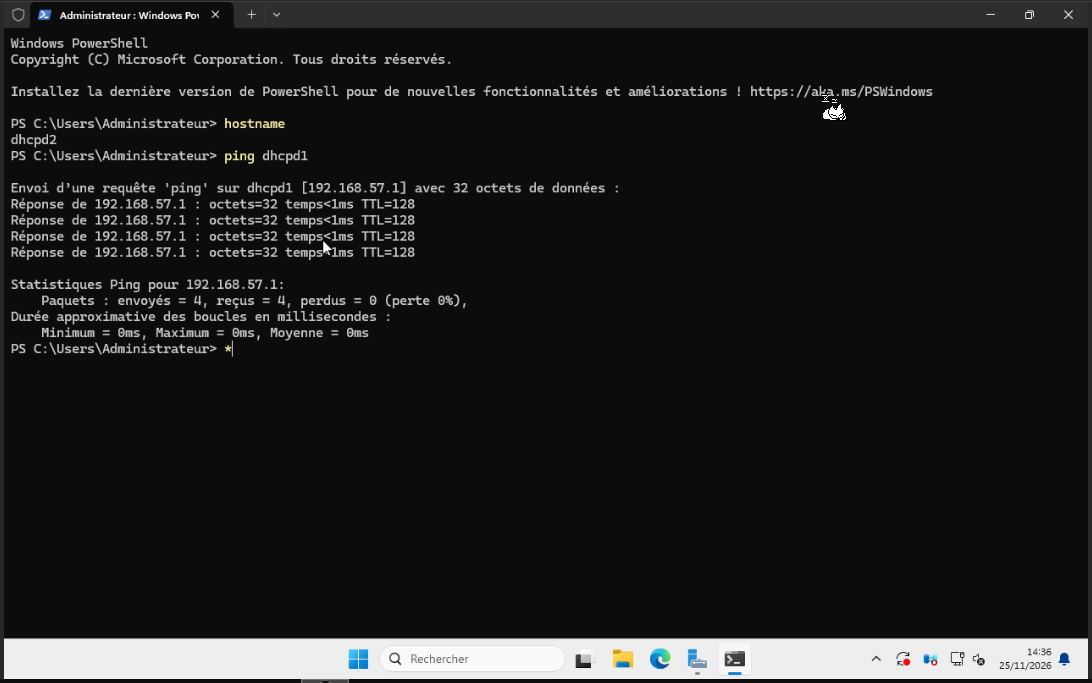 Administrateur : Windows Pov
Windows PowerShell
Copyright (C) Microsoft Corporation. Tous droits réservés.
Installez la dernière version de PowerShell pour de nouvelles fonctionnalités et améliorations ! https://aka.ms/PSWindows
PS C:\Users\Administrateur> hostname
dhcpd2
PS C:\Users\Administrateur> ping dhcpd1
Envoi d’une requête 'ping' sur dhcpd1 [192.168.57.1] avec 32 octets de données :
Réponse de 192.168.57.1 : octets=32 temps<1ms TTL=128
Réponse de 192.168.57.1 : octets=32 temps<1ms TTL=128
Réponse de 192.168.57.1 : octets=32 temps<1ms TTL=128
Réponse de 192.168.57.1 : octets=32 temps<1ms TTL=128
Statistiques Ping pour 192.168.57.1:
    Paquets : envoyés = 4, reçus = 4, perdus = 0 (perte 0%),
Durée approximative des boucles en millisecondes :
    Minimum = 0ms, Maximum = 0ms, Moyenne = 0ms
PS C:\Users\Administrateur> *
Rechercher
14:36
25/11/2026